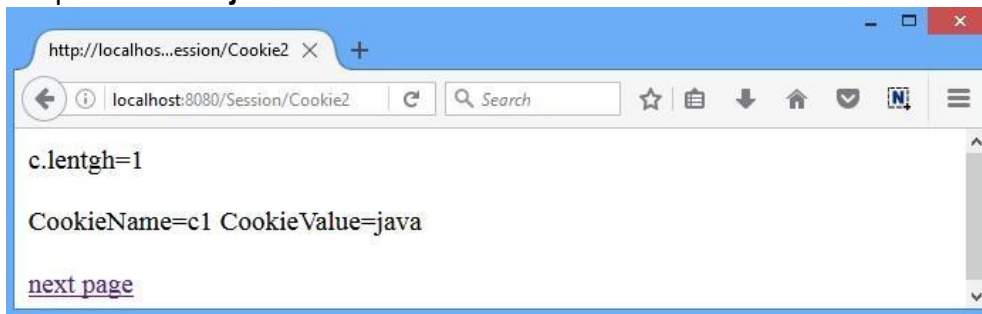 http://localhos...ession/Cookie2
localhost:8080/Session/Cookie2
Search
N
c.lentgh=1
CookieName=c1 CookieValue=java
next page